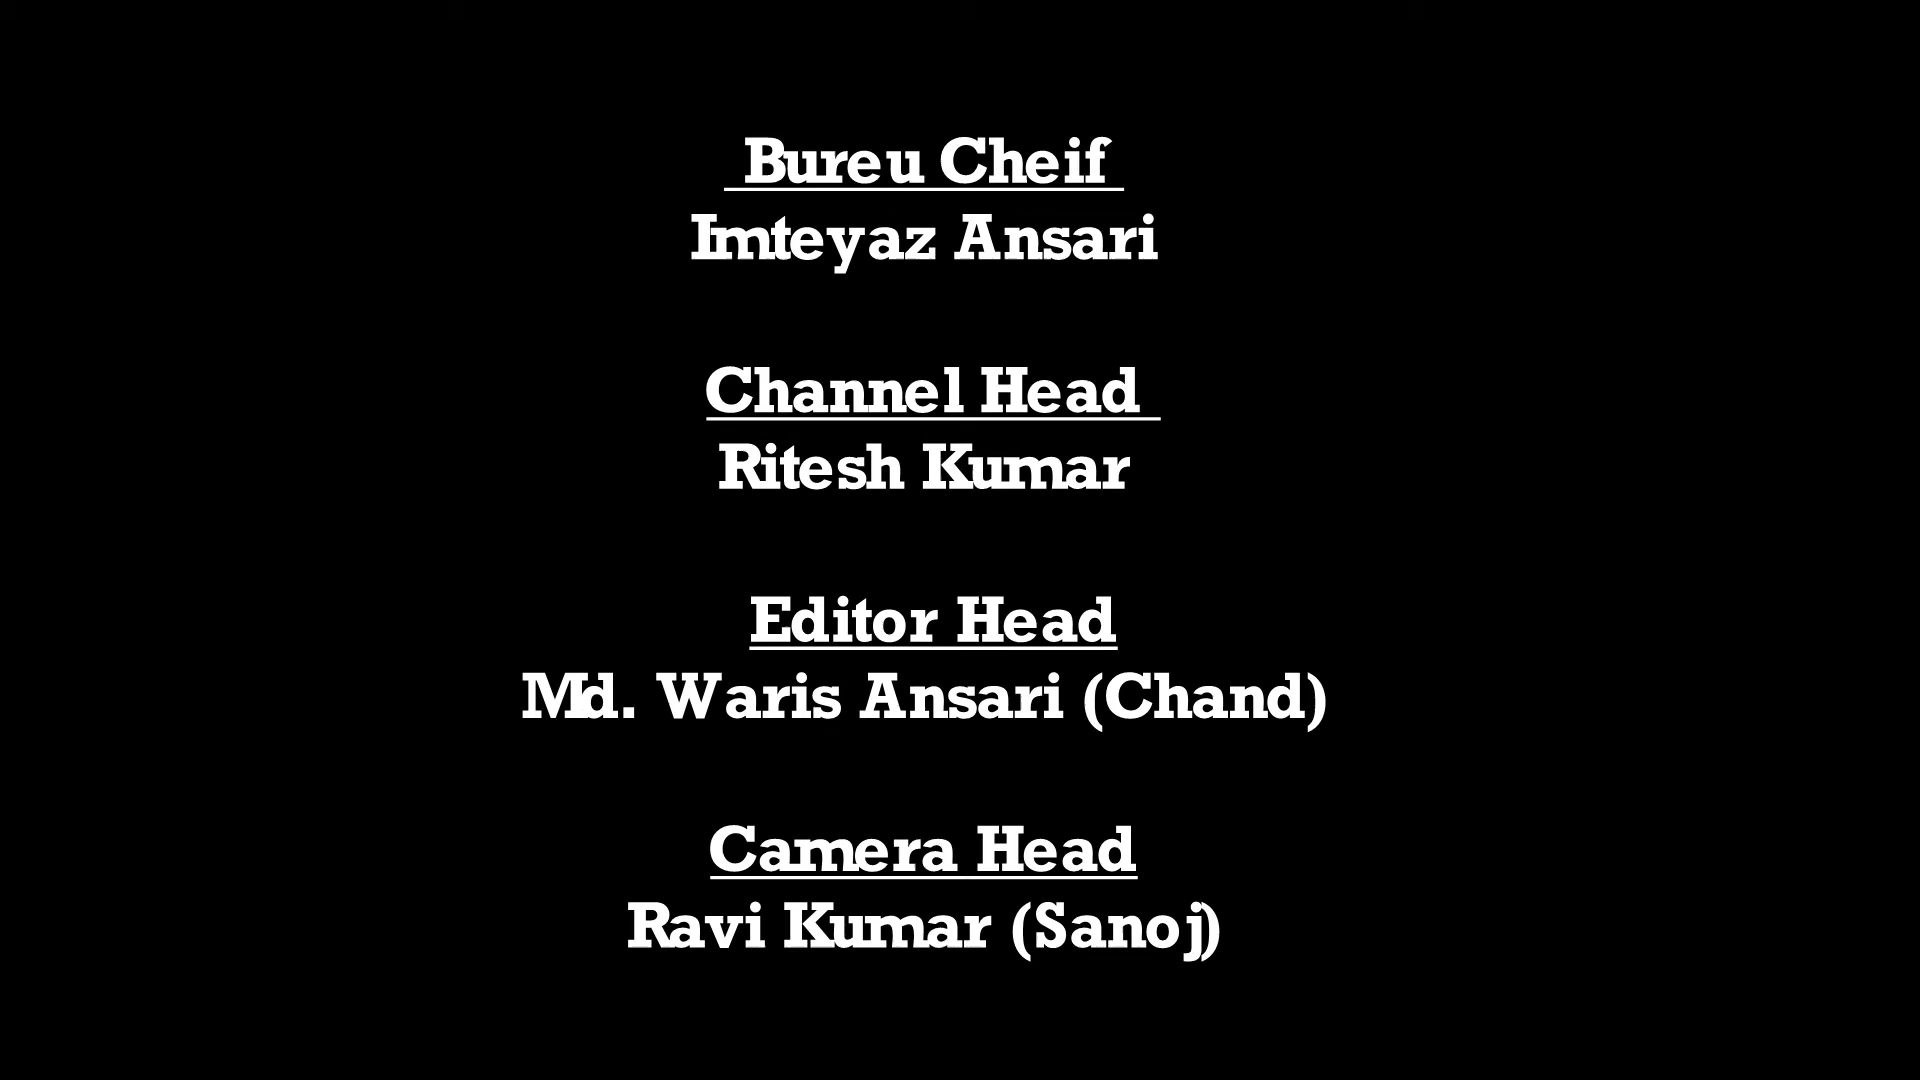 Bureu Cheif
Imteyaz Ansari
Channel Head
Ritesh Kumar
Editor Head
Md. Waris Ansari (Chand)
Camera Head
Ravi Kumar (Sanoj)